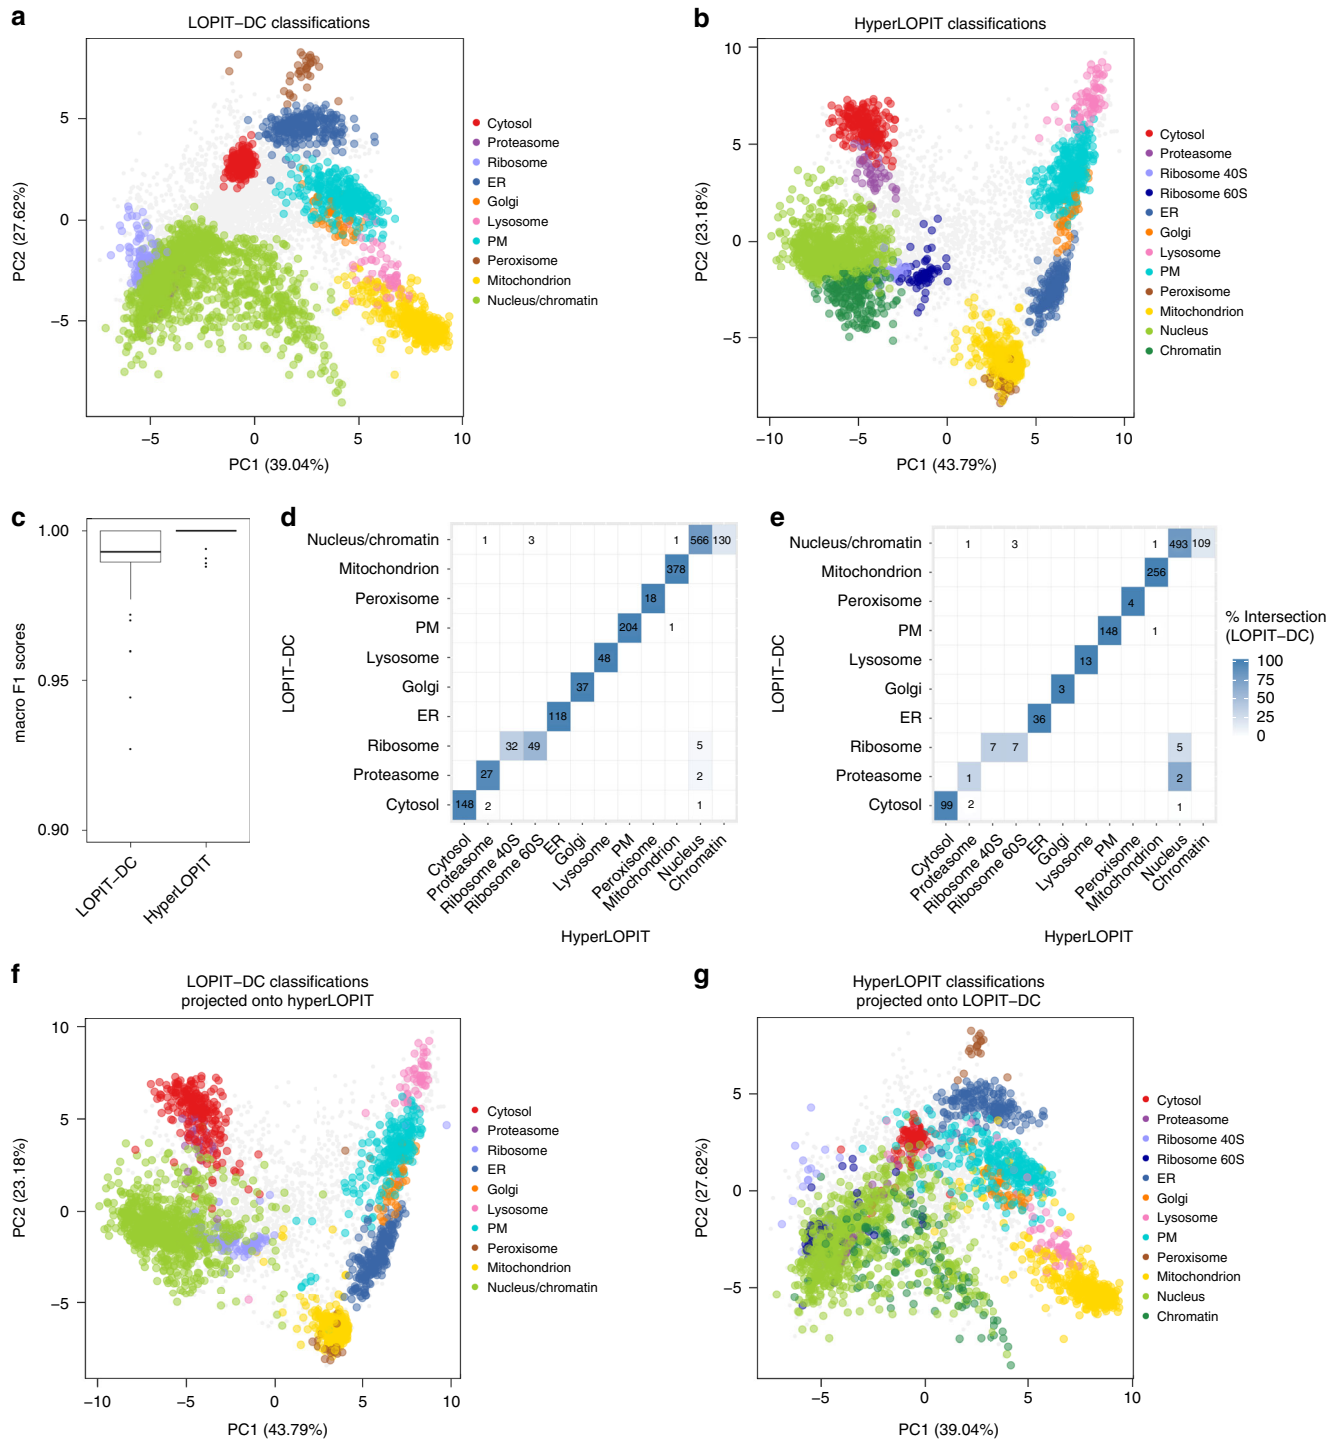 a
LOPIT−DC classifications
5
0
−5
−5
0
5
10
PC2 (27.62%)
PC1 (39.04%)
Cytosol
Proteasome
Ribosome
ER
Golgi
Lysosome
PM
Peroxisome
Mitochondrion
Nucleus/chromatin
b
HyperLOPIT classifications
10
5
0
−5
−10
−5
0
5
10
PC2 (23.18%)
PC1 (43.79%)
Cytosol
Proteasome
Ribosome 40S
Ribosome 60S
ER
Golgi
Lysosome
PM
Peroxisome
Mitochondrion
Nucleus
Chromatin
c
1.00
0.95
0.90
macro F1 scores
LOPIT−DC
HyperLOPIT
d
LOPIT−DC
Nucleus/chromatin 1 3 1 566 130
Mitochondrion 378
Peroxisome 18
PM 204 1
Lysosome 48
Golgi 37
ER 118
Ribosome 32 49 5
Proteasome 27 2
Cytosol 148 2 1
Cytosol
Proteasome
Ribosome 40S
Ribosome 60S
ER
Golgi
Lysosome
PM
Peroxisome
Mitochondrion
Nucleus
Chromatin
HyperLOPIT
e
LOPIT−DC
Nucleus/chromatin 1 3 1 493 109
Mitochondrion 256
Peroxisome 4
PM 148 1
Lysosome 13
Golgi 3
ER 36
Ribosome 7 7 5
Proteasome 1 2
Cytosol 99 2 1
Cytosol
Proteasome
Ribosome 40S
Ribosome 60S
ER
Golgi
Lysosome
PM
Peroxisome
Mitochondrion
Nucleus
Chromatin
HyperLOPIT
% Intersection
(LOPIT−DC)
100
75
50
25
0
f
LOPIT−DC classifications
projected onto hyperLOPIT
10
5
0
−5
−10
−5
0
5
10
PC2 (23.18%)
PC1 (43.79%)
Cytosol
Proteasome
Ribosome
ER
Golgi
Lysosome
PM
Peroxisome
Mitochondrion
Nucleus/chromatin
g
HyperLOPIT classifications
projected onto LOPIT−DC
5
0
−5
−5
0
5
10
PC2 (27.62%)
PC1 (39.04%)
Cytosol
Proteasome
Ribosome 40S
Ribosome 60S
ER
Golgi
Lysosome
PM
Peroxisome
Mitochondrion
Nucleus
Chromatin